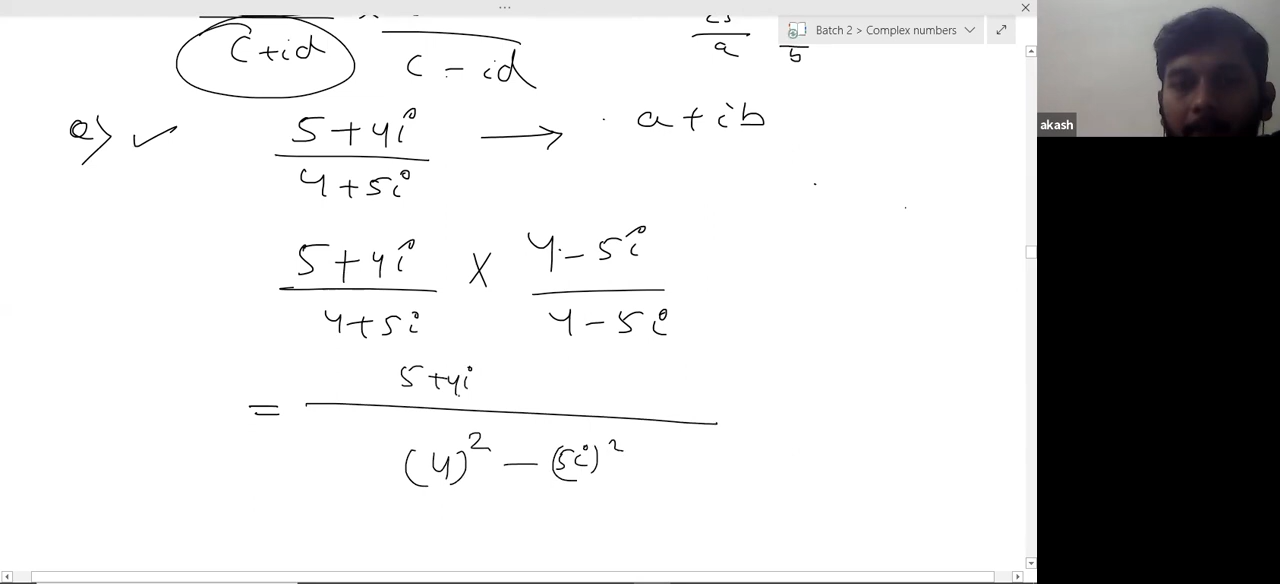 ...
Batch 2 > Complex numbers
a b
c+id c-id
akash
e) ✓ 5+4i / 4+5i → a+ib
5+4i / 4+5i × 4-5i / 4-5i
= 5+4i / (4)² - (5i)²